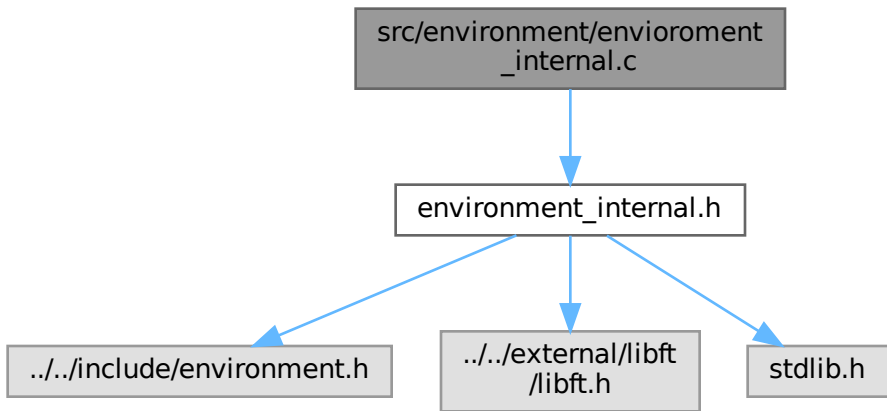 src/environment/envioroment
_internal.c
environment_internal.h
../../include/environment.h
../../external/libft
/libft.h
stdlib.h